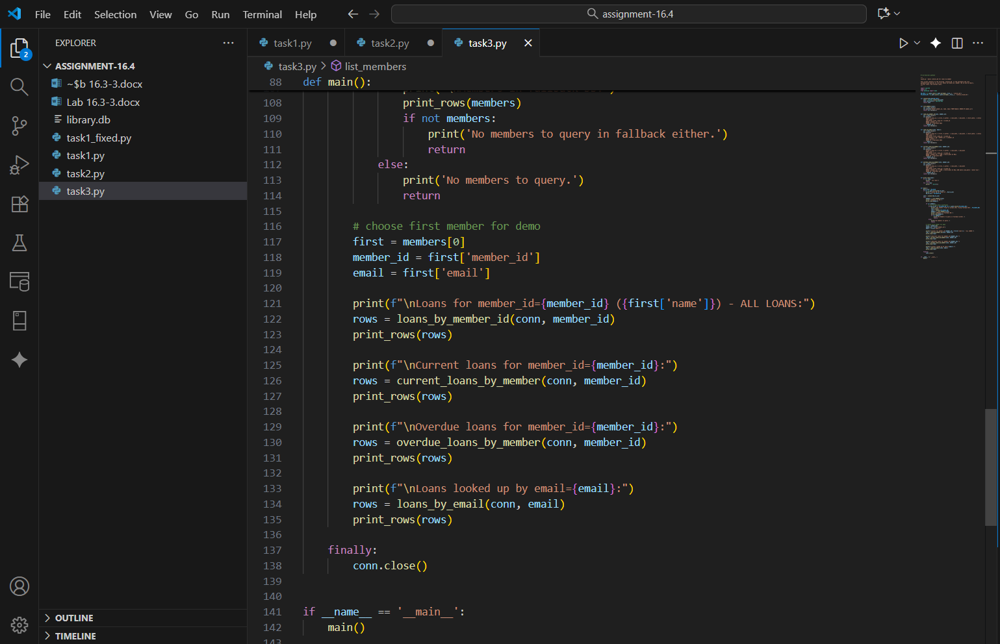 File Edit Selection View Go Run Terminal Help
assignment-16.4
2
EXPLORER
ASSIGNMENT-16.4
~$b 16.3-3.docx
Lab 16.3-3.docx
library.db
task1_fixed.py
task1.py
task2.py
task3.py
OUTLINE
TIMELINE
task1.py task2.py task3.py
task3.py list_members
88 def main():
108 print_rows(members)
109 if not members:
110 print('No members to query in fallback either.')
111 return
112 else:
113 print('No members to query.')
114 return
115
116 # choose first member for demo
117 first = members[0]
118 member_id = first['member_id']
119 email = first['email']
120
121 print(f"\nLoans for member_id={member_id} ({first['name']}) - ALL LOANS:")
122 rows = loans_by_member_id(conn, member_id)
123 print_rows(rows)
124
125 print(f"\nCurrent loans for member_id={member_id}:")
126 rows = current_loans_by_member(conn, member_id)
127 print_rows(rows)
128
129 print(f"\nOverdue loans for member_id={member_id}:")
130 rows = overdue_loans_by_member(conn, member_id)
131 print_rows(rows)
132
133 print(f"\nLoans looked up by email={email}:")
134 rows = loans_by_email(conn, email)
135 print_rows(rows)
136
137 finally:
138 conn.close()
139
140
141 if __name__ == '__main__':
142 main()
143